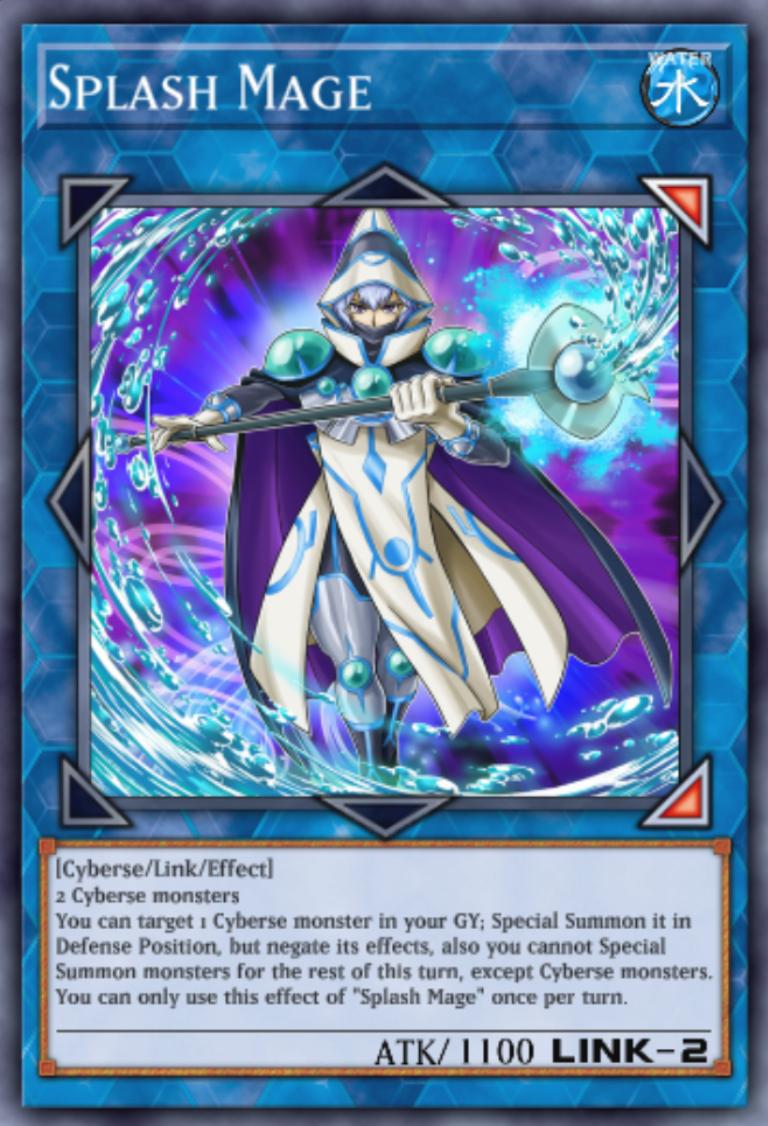 Splash Mage
WATER
水
[Cyberse/Link/Effect]
2 Cyberse monsters
You can target 1 Cyberse monster in your GY; Special Summon it in
Defense Position, but negate its effects, also you cannot Special
Summon monsters for the rest of this turn, except Cyberse monsters.
You can only use this effect of "Splash Mage" once per turn.
ATK/1100 LINK-2